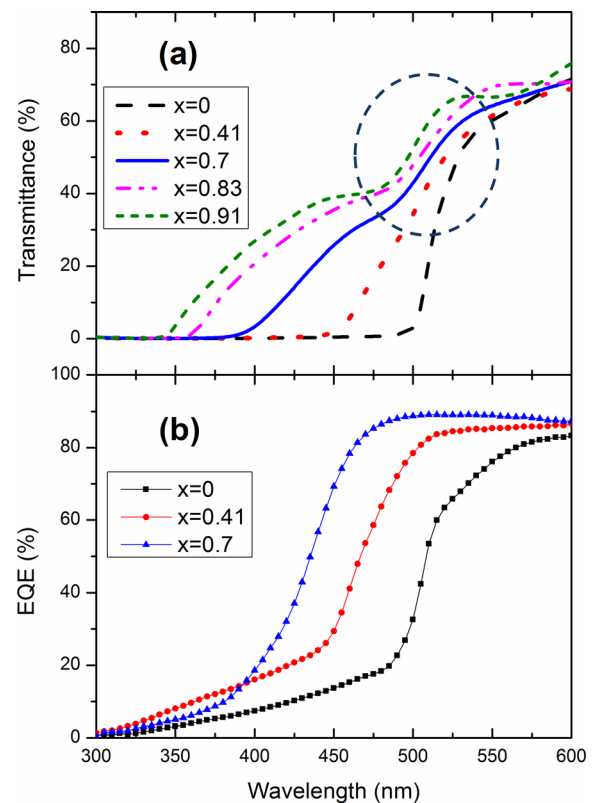 (a)
80
60
40
20
0
Transmittance (%)
x=0
x=0.41
x=0.7
x=0.83
x=0.91
(b)
100
80
60
40
20
0
EQE (%)
x=0
x=0.41
x=0.7
300 350 400 450 500 550 600
Wavelength (nm)